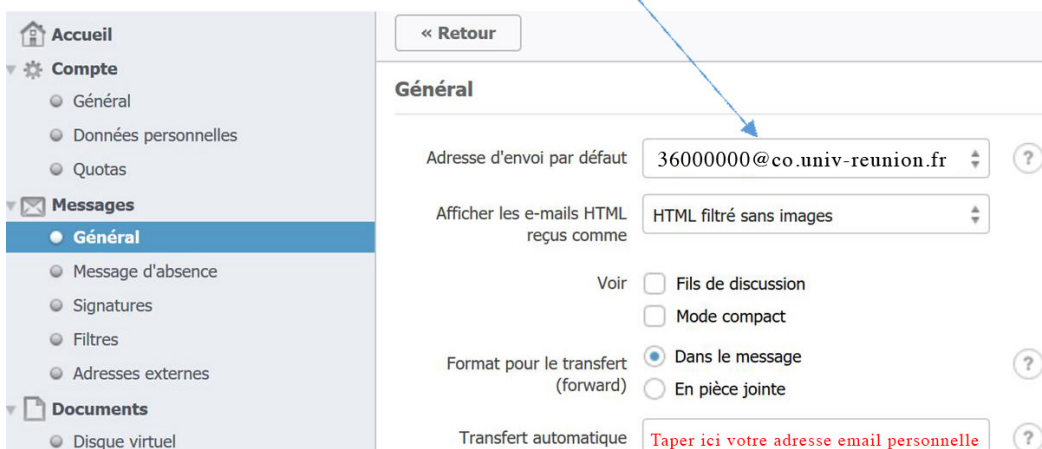 Accueil
Compte
Général
Données personnelles
Quotas
Messages
Général
Message d'absence
Signatures
Filtres
Adresses externes
Documents
Disque virtuel
« Retour
Général
Adresse d'envoi par défaut
36000000@co.univ-reunion.fr
?
Afficher les e-mails HTML
reçus comme
HTML filtré sans images
Voir
Fils de discussion
Mode compact
Format pour le transfert
(forward)
Dans le message
En pièce jointe
?
Transfert automatique
Taper ici votre adresse email personnelle
?